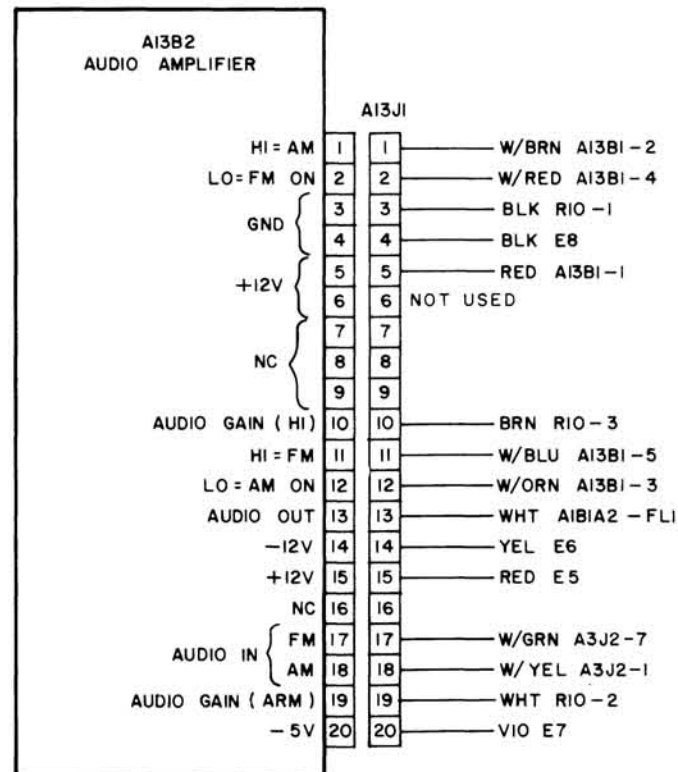 A13B2
AUDIO AMPLIFIER
A13J1
HI=AM 1 1 W/BRN A13B1-2
LO=FM ON 2 2 W/RED A13B1-4
GND 3 3 BLK R10-1
4 4 BLK E8
+12V 5 5 RED A13B1-1
6 6 NOT USED
NC 7 7
8 8
9 9
AUDIO GAIN (HI) 10 10 BRN R10-3
HI=FM 11 11 W/BLU A13B1-5
LO=AM ON 12 12 W/ORN A13B1-3
AUDIO OUT 13 13 WHT A1B1A2-FL1
-12V 14 14 YEL E6
+12V 15 15 RED E5
NC 16 16
AUDIO IN FM 17 17 W/GRN A3J2-7
AM 18 18 W/YEL A3J2-1
AUDIO GAIN (ARM) 19 19 WHT R10-2
-5V 20 20 VIO E7